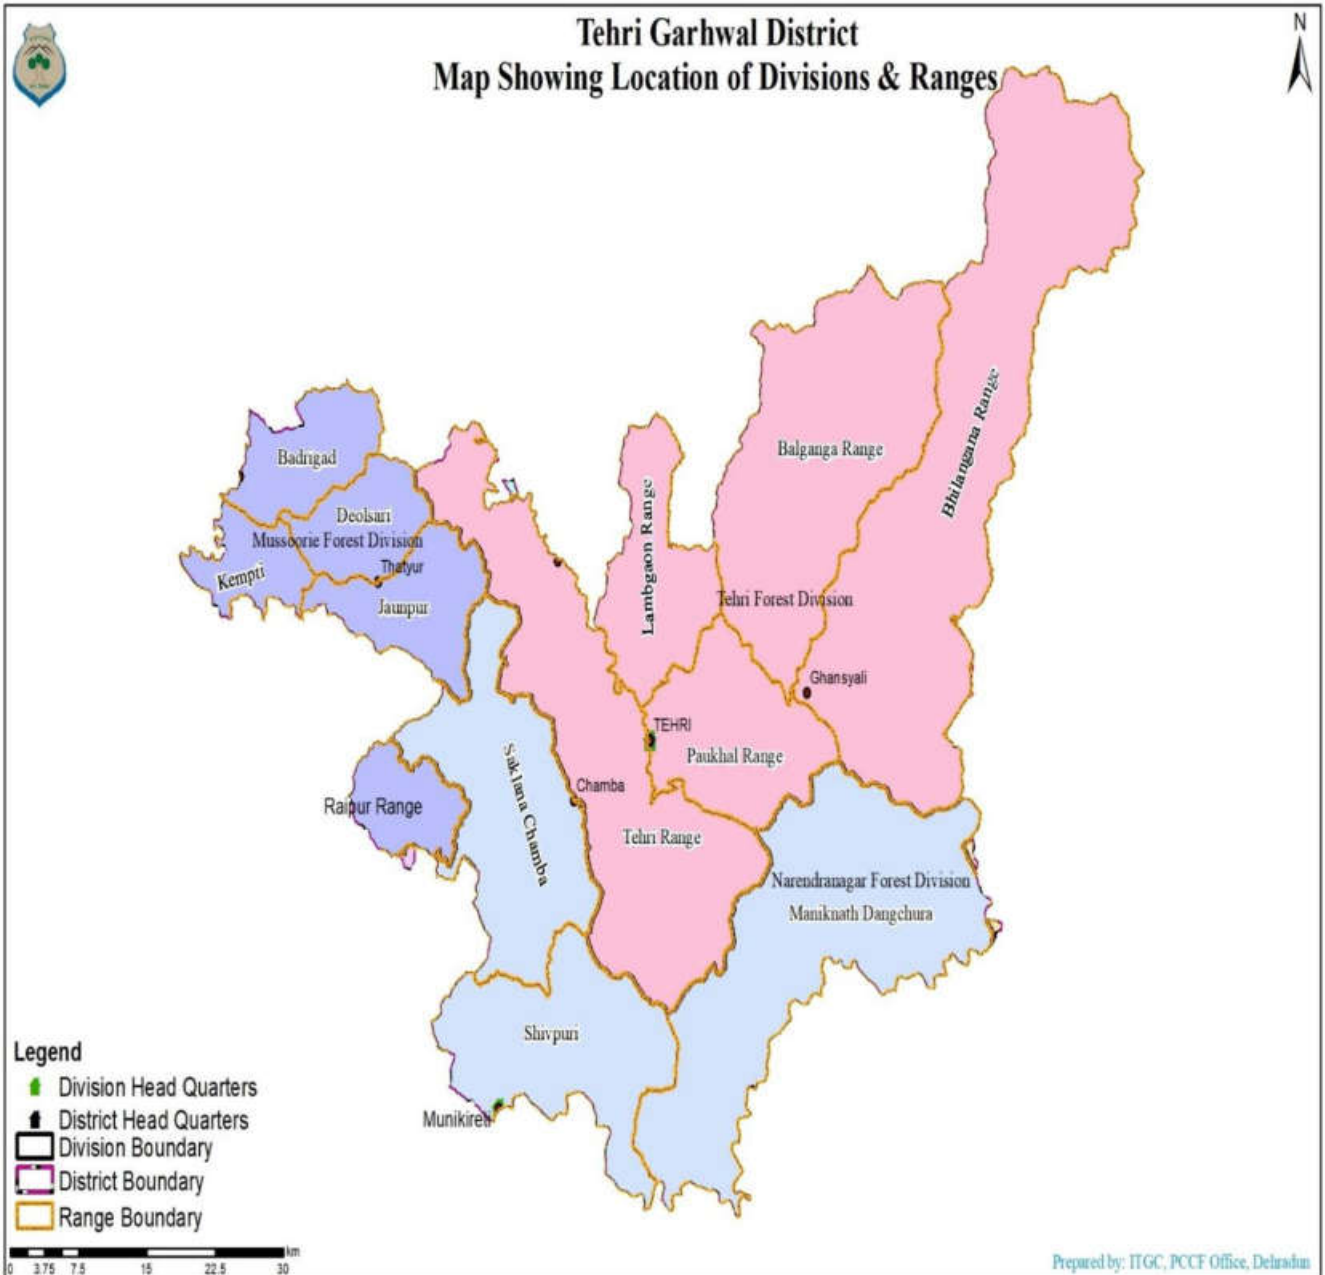 Tehri Garhwal District
Map Showing Location of Divisions & Ranges
N
Badrigad
Deolsari
Mussoorie Forest Division
Kempti
Thatyur
Jaunpur
Balganga Range
Bhilangana Range
Lambgaon Range
Tehri Forest Division
Ghansyali
TEHRI
Paukhal Range
Saklana Chamba
Chamba
Raipur Range
Tehri Range
Narendranagar Forest Division
Maniknath Dangchura
Shivpuri
Munikireti
Legend
Division Head Quarters
District Head Quarters
Division Boundary
District Boundary
Range Boundary
km
0 3.75 7.5 15 22.5 30
Prepared by: ITGC, PCCF Office, Dehradun